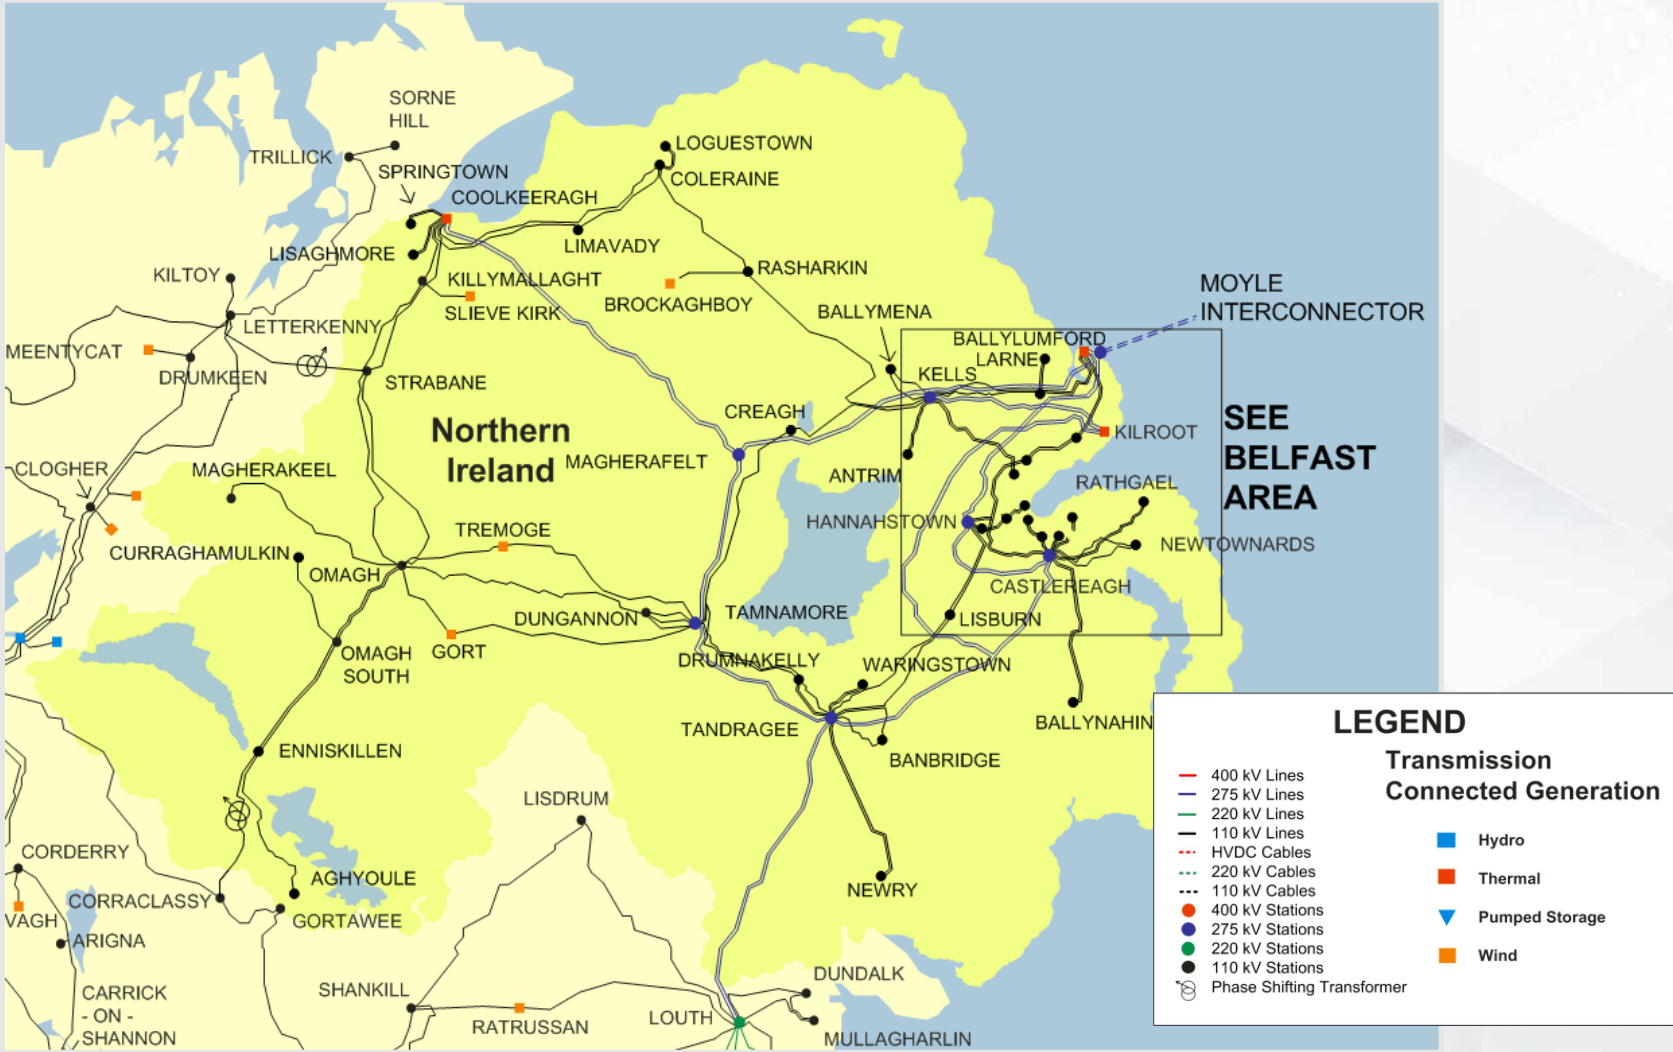 SORNE
HILL
TRILLICK
SPRINGTOWN
COOLKEERAGH
LOGUESTOWN
COLERAINE
LISAGHMORE
LIMAVADY
KILTOY
KILLYMALLAGHT
SLIEVE KIRK
RASHARKIN
BROCKAGHBOY
MOYLE
INTERCONNECTOR
BALLYMENA
LETTERKENNY
MEENTYCAT
DRUMKEEN
STRABANE
BALLYLUMFORD
LARNE
KELLS
CREAGH
Northern
Ireland
MAGHERAFELT
KILROOT
SEE
BELFAST
AREA
CLOGHER
MAGHERAKEEL
ANTRIM
RATHGAEL
HANNAHSTOWN
NEWTOWNARDS
CURRAGHAMULKIN
TREMOGE
OMAGH
CASTLEREAGH
DUNGANNON
TAMNAMORE
LISBURN
GORT
OMAGH
SOUTH
DRUMNAKELLY
WARINGSTOWN
TANDRAGEE
BALLYNAHIN
BANBRIDGE
ENNISKILLEN
LISDRUM
CORDERRY
AGHYOULE
NEWRY
VAGH
CORRACLASSY
GORTAWEE
ARIGNA
CARRICK
- ON -
SHANNON
SHANKILL
RATRUSSAN
LOUTH
DUNDALK
MULLAGHARLIN
LEGEND
400 kV Lines
275 kV Lines
220 kV Lines
110 kV Lines
HVDC Cables
220 kV Cables
110 kV Cables
400 kV Stations
275 kV Stations
220 kV Stations
110 kV Stations
Phase Shifting Transformer
Transmission
Connected Generation
Hydro
Thermal
Pumped Storage
Wind